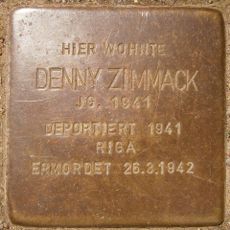 HIER WOHNTE
DENNY ZIMMACK
JG. 1941
DEPORTIERT 1941
RIGA
ERMORDET 26.3.1942